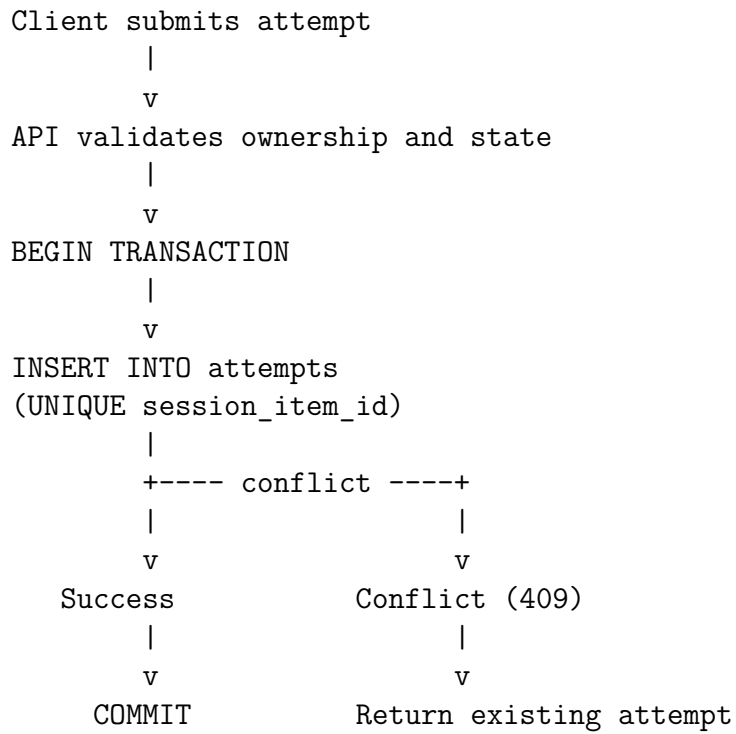 Client submits attempt
|
v
API validates ownership and state
|
v
BEGIN TRANSACTION
|
v
INSERT INTO attempts
(UNIQUE session_item_id)
|
+---- conflict ----+
| |
v v
Success Conflict (409)
| |
v v
COMMIT Return existing attempt